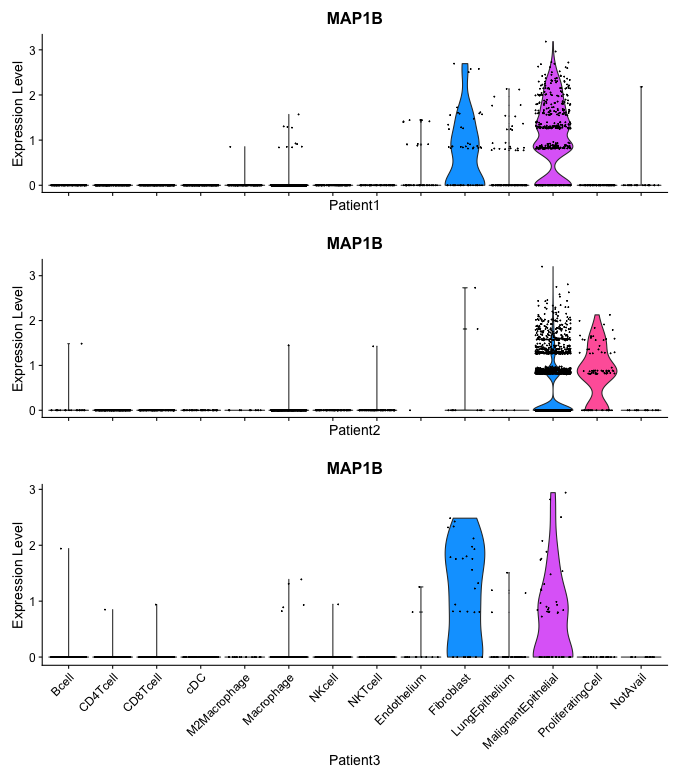 MAP1B
Expression Level
3
2
1
0
Patient1
MAP1B
Expression Level
3
2
1
0
Patient2
MAP1B
Expression Level
3
2
1
0
Bcell
CD4Tcell
CD8Tcell
cDC
M2Macrophage
Macrophage
NKcell
NKTcell
Endothelium
Fibroblast
LungEpithelium
MalignantEpithelial
ProliferatingCell
NotAvail
Patient3